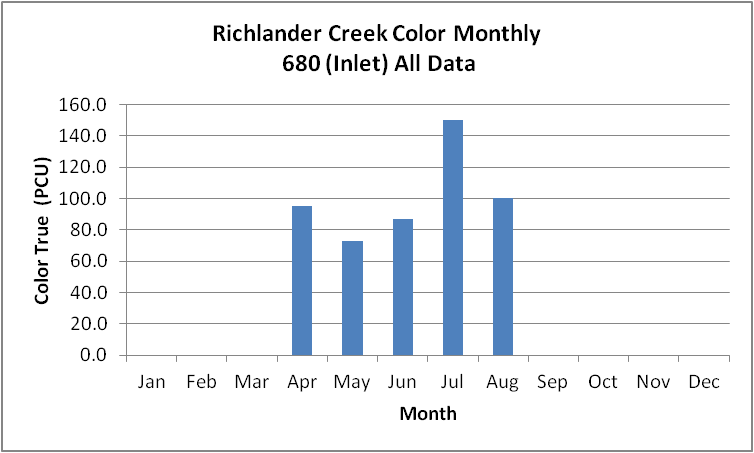 Richlander Creek Color Monthly
680 (Inlet) All Data
Color True (PCU)
160.0
140.0
120.0
100.0
80.0
60.0
40.0
20.0
0.0
Jan Feb Mar Apr May Jun Jul Aug Sep Oct Nov Dec
Month